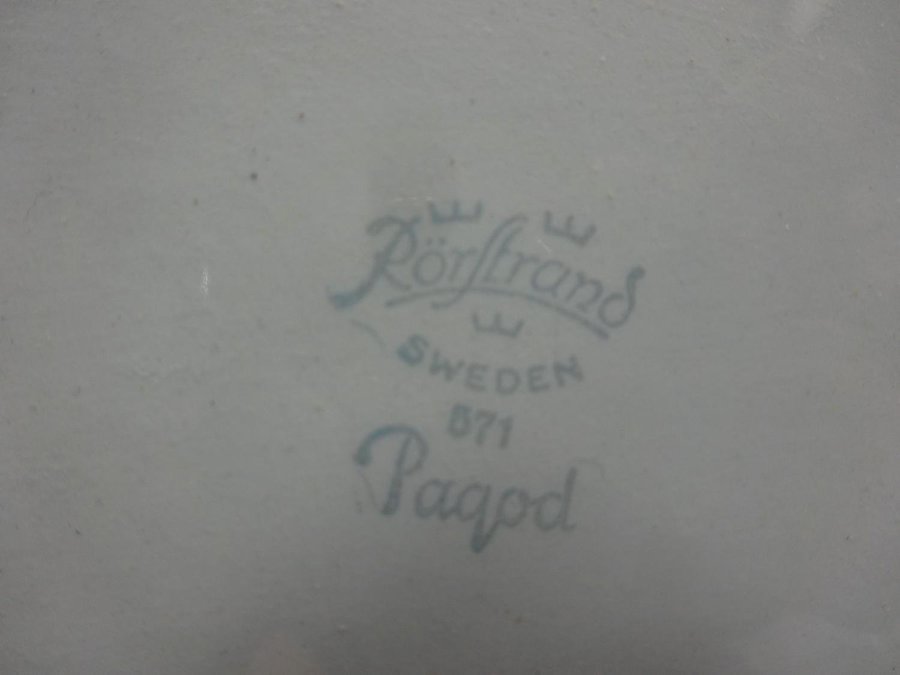 Rörstrand
SWEDEN
571
Pagod